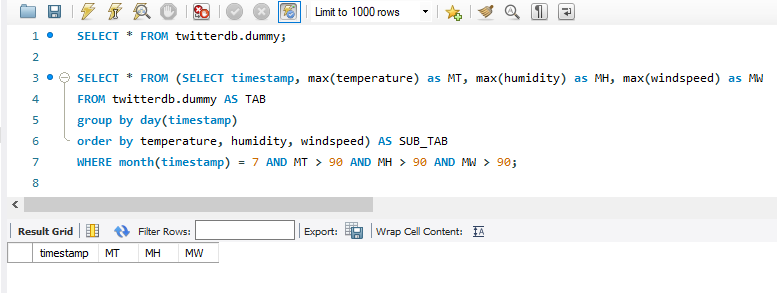 Limit to 1000 rows
1 SELECT * FROM twitterdb.dummy;
2
3 SELECT * FROM (SELECT timestamp, max(temperature) as MT, max(humidity) as MH, max(windspeed) as MW
4 FROM twitterdb.dummy AS TAB
5 group by day(timestamp)
6 order by temperature, humidity, windspeed) AS SUB_TAB
7 WHERE month(timestamp) = 7 AND MT > 90 AND MH > 90 AND MW > 90;
8
Result Grid Filter Rows: Export: Wrap Cell Content: IA
timestamp MT MH MW